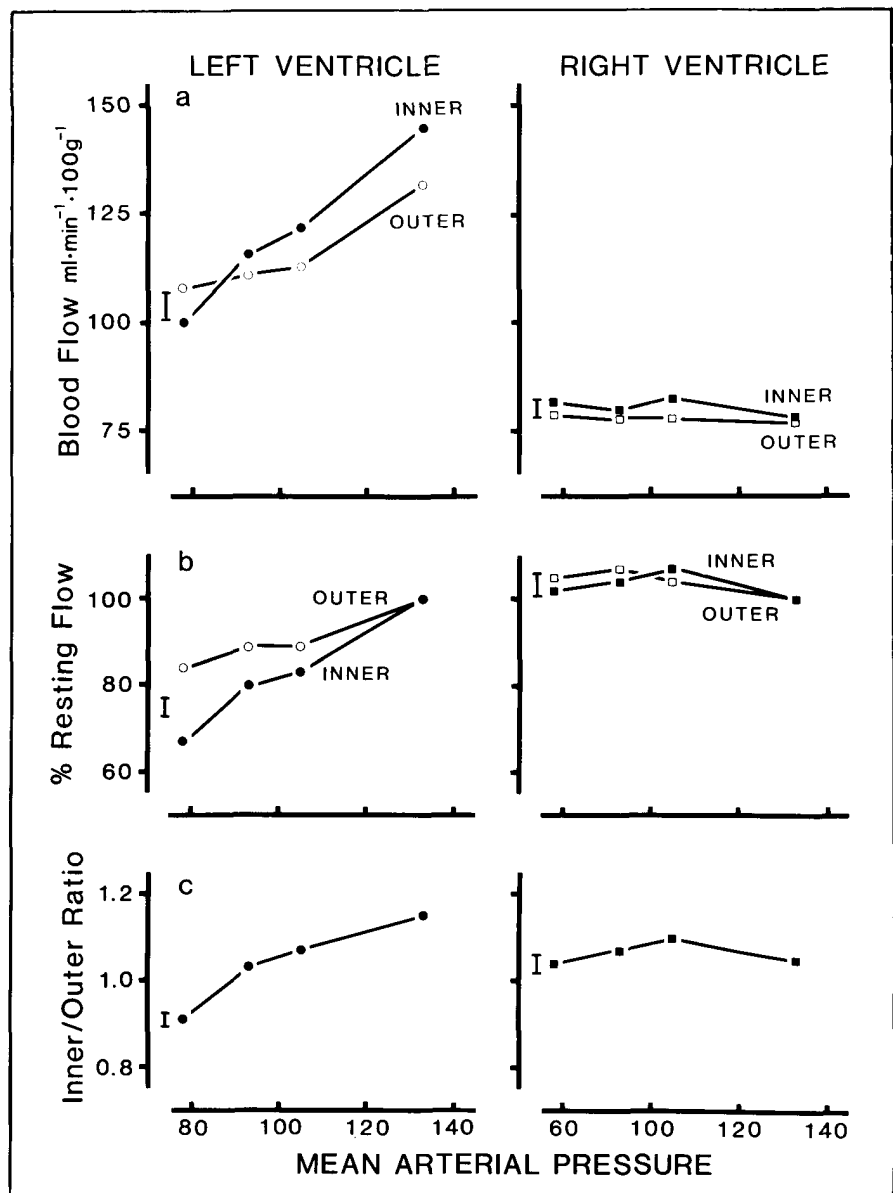 LEFT VENTRICLE
RIGHT VENTRICLE
a
Blood Flow ml·min⁻¹·100g⁻¹
150
125
100
75
INNER
OUTER
INNER
OUTER
b
% Resting Flow
100
80
60
OUTER
INNER
INNER
OUTER
c
Inner/Outer Ratio
1.2
1.0
0.8
80 100 120 140
60 80 100 120 140
MEAN ARTERIAL PRESSURE